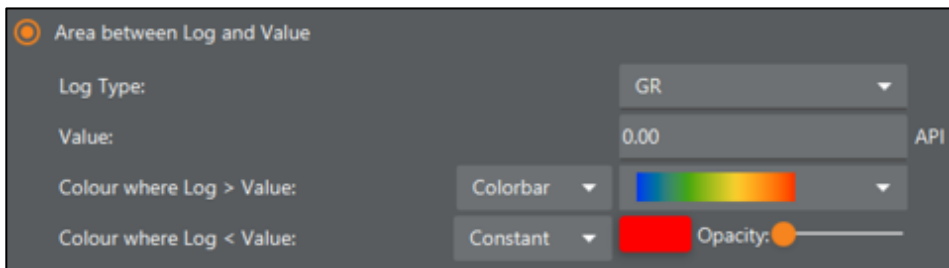 Area between Log and Value
Log Type: GR
Value: 0.00 API
Colour where Log > Value: Colorbar
Colour where Log < Value: Constant Opacity: